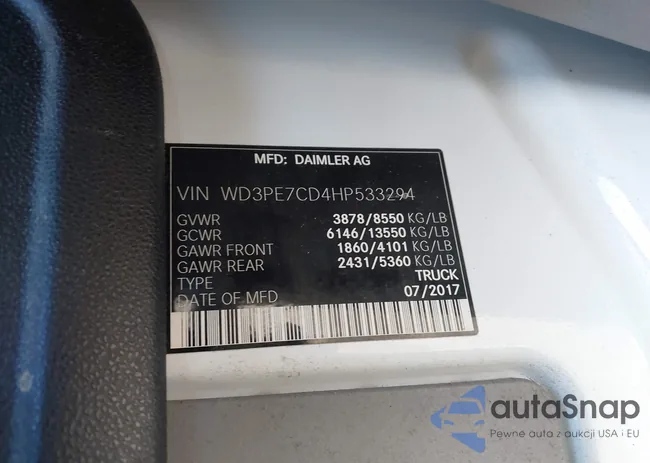 MFD: DAIMLER AG
VIN WD3PE7CD4HP533294
GVWR 3878/8550 KG/LB
GCWR 6146/13550 KG/LB
GAWR FRONT 1860/4101 KG/LB
GAWR REAR 2431/5360 KG/LB
TYPE TRUCK
DATE OF MFD 07/2017
autaSnap
Pewne auta z aukcji USA i EU